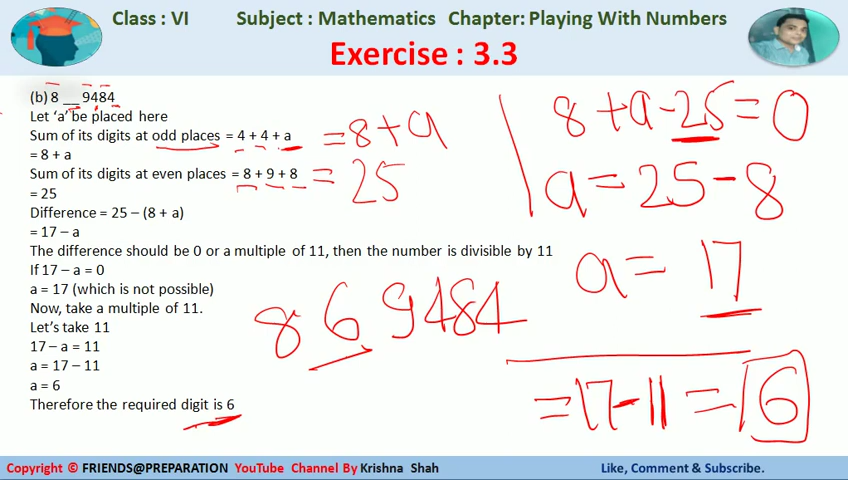 Class : VI Subject : Mathematics Chapter: Playing With Numbers
Exercise : 3.3
(b) 8 __ 9484
Let 'a' be placed here
Sum of its digits at odd places = 4 + 4 + a = 8 + a
= 8 + a
Sum of its digits at even places = 8 + 9 + 8 = 25
= 25
Difference = 25 – (8 + a)
= 17 – a
The difference should be 0 or a multiple of 11, then the number is divisible by 11
If 17 – a = 0
a = 17 (which is not possible)
Now, take a multiple of 11.
Let's take 11
17 – a = 11
a = 17 – 11
a = 6
Therefore the required digit is 6
8 6 9484
8 + a - 25 = 0
a = 25 - 8
a = 17
= 17 - 11 = 6
Copyright © FRIENDS@PREPARATION YouTube Channel By Krishna Shah Like, Comment & Subscribe.